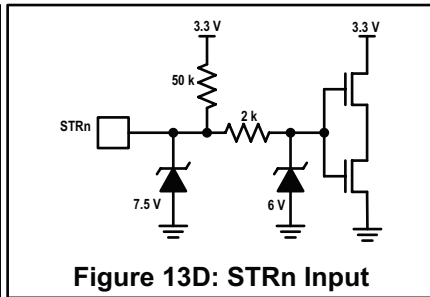 3.3 V
3.3 V
50 k
STRn
2 k
7.5 V
6 V
Figure 13D: STRn Input